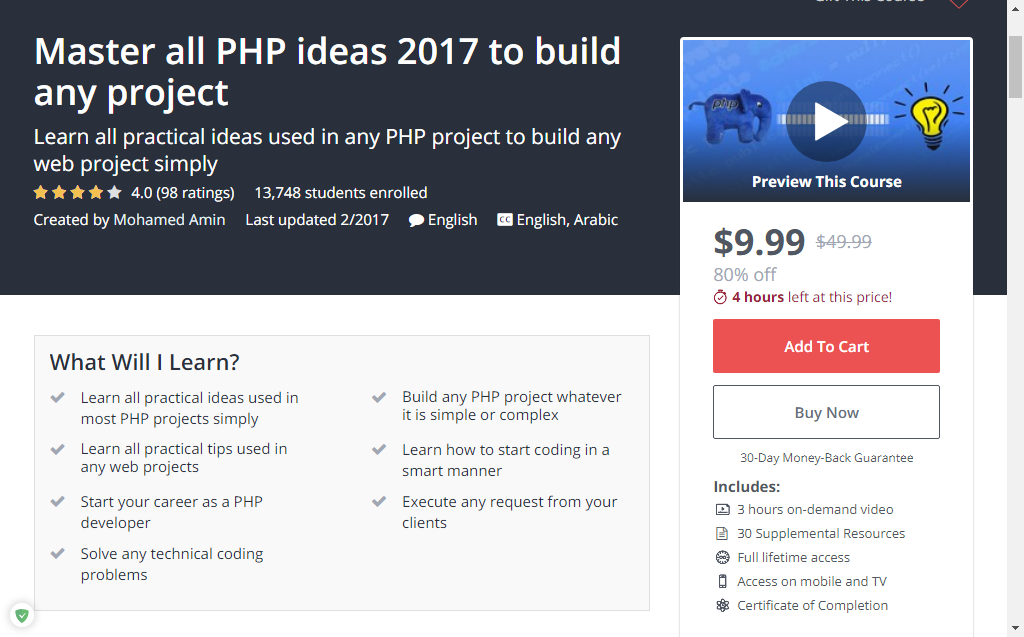 Gift This Course
Master all PHP ideas 2017 to build
any project
Learn all practical ideas used in any PHP project to build any
web project simply
4.0 (98 ratings) 13,748 students enrolled
Created by Mohamed Amin Last updated 2/2017 English CC English, Arabic
php
Preview This Course
$9.99 $49.99
80% off
4 hours left at this price!
Add To Cart
Buy Now
30-Day Money-Back Guarantee
Includes:
3 hours on-demand video
30 Supplemental Resources
Full lifetime access
Access on mobile and TV
Certificate of Completion
What Will I Learn?
Learn all practical ideas used in
most PHP projects simply
Learn all practical tips used in
any web projects
Start your career as a PHP
developer
Solve any technical coding
problems
Build any PHP project whatever
it is simple or complex
Learn how to start coding in a
smart manner
Execute any request from your
clients